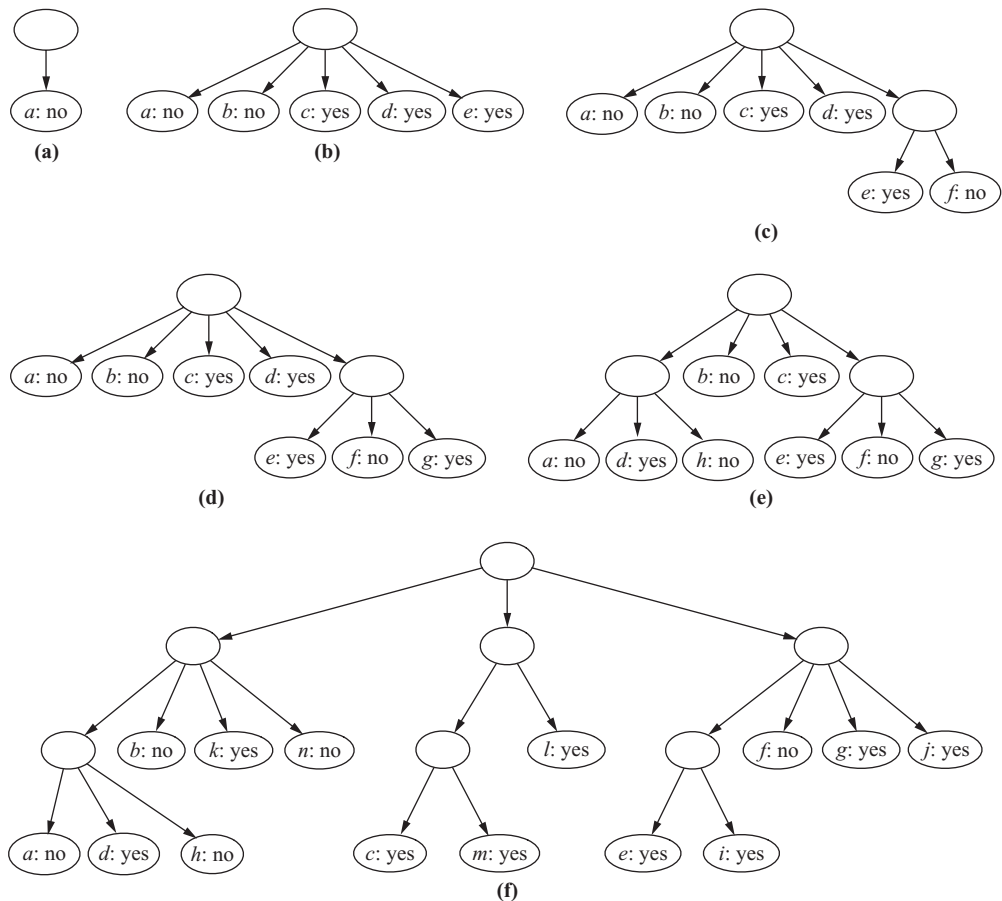 a: no
(a)
a: no b: no c: yes d: yes e: yes
(b)
a: no b: no c: yes d: yes
e: yes f: no
(c)
a: no b: no c: yes d: yes
e: yes f: no g: yes
(d)
b: no c: yes
a: no d: yes h: no e: yes f: no g: yes
(e)
b: no k: yes n: no l: yes f: no g: yes j: yes
a: no d: yes h: no c: yes m: yes e: yes i: yes
(f)